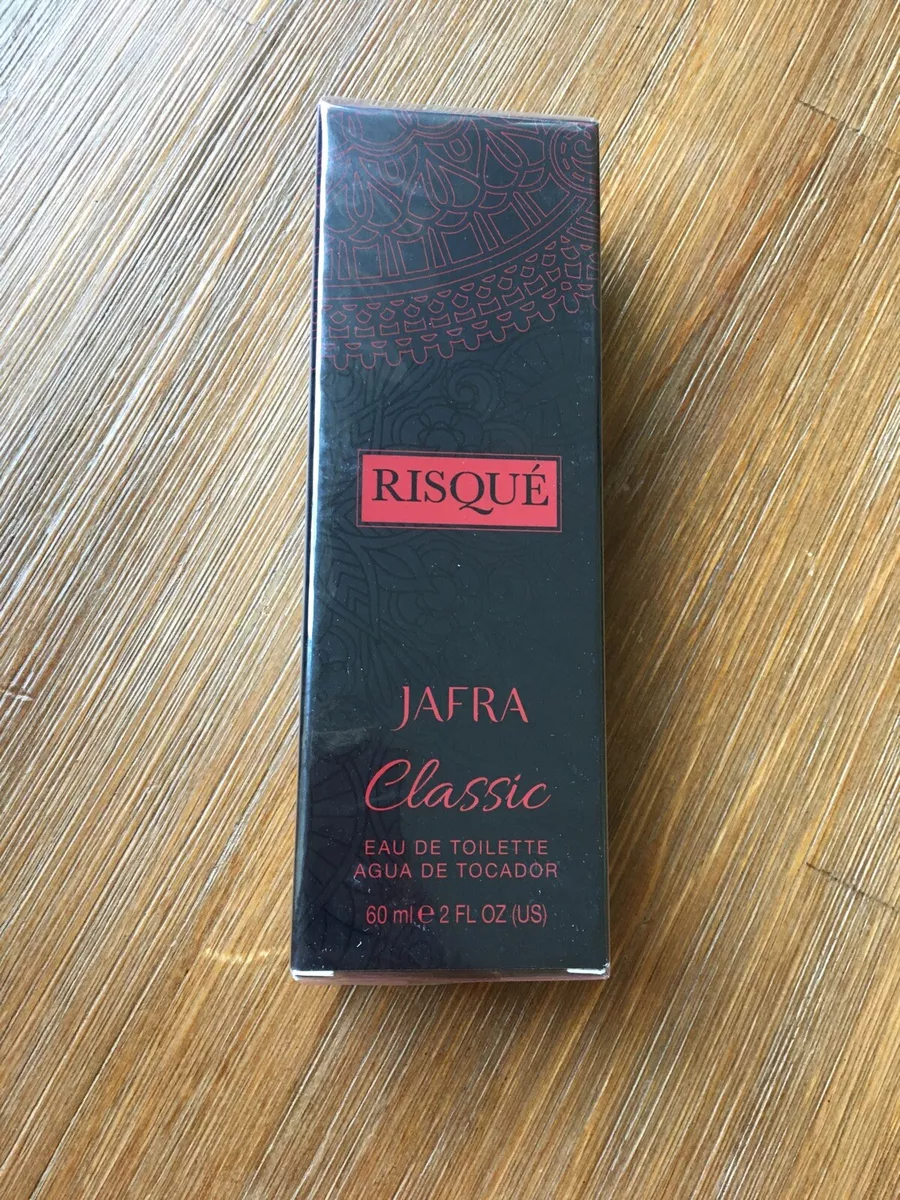 RISQUÉ
JAFRA
Classic
EAU DE TOILETTE
AGUA DE TOCADOR
60 ml ℮ 2 FL OZ (US)